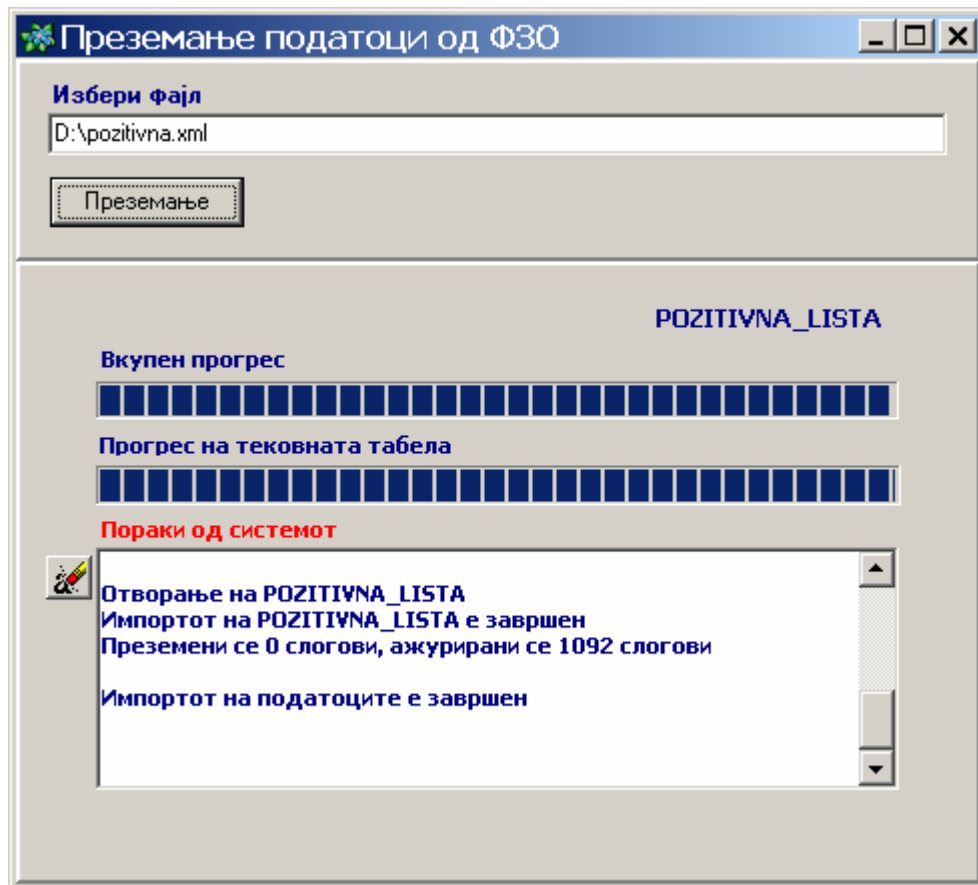 Преземање податоци од ФЗО
Избери фајл
D:\pozitivna.xml
Преземање
POZITIVNA_LISTA
Вкупен прогрес
Прогрес на тековната табела
Пораки од системот
Отворање на POZITIVNA_LISTA
Импортот на POZITIVNA_LISTA е завршен
Преземени се 0 слогови, ажурирани се 1092 слогови
Импортот на податоците е завршен